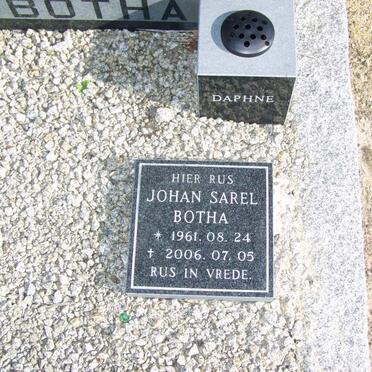 BOTHA
DAPHNE
HIER RUS
JOHAN SAREL
BOTHA
* 1961. 08. 24
† 2006. 07. 05
RUS IN VREDE.